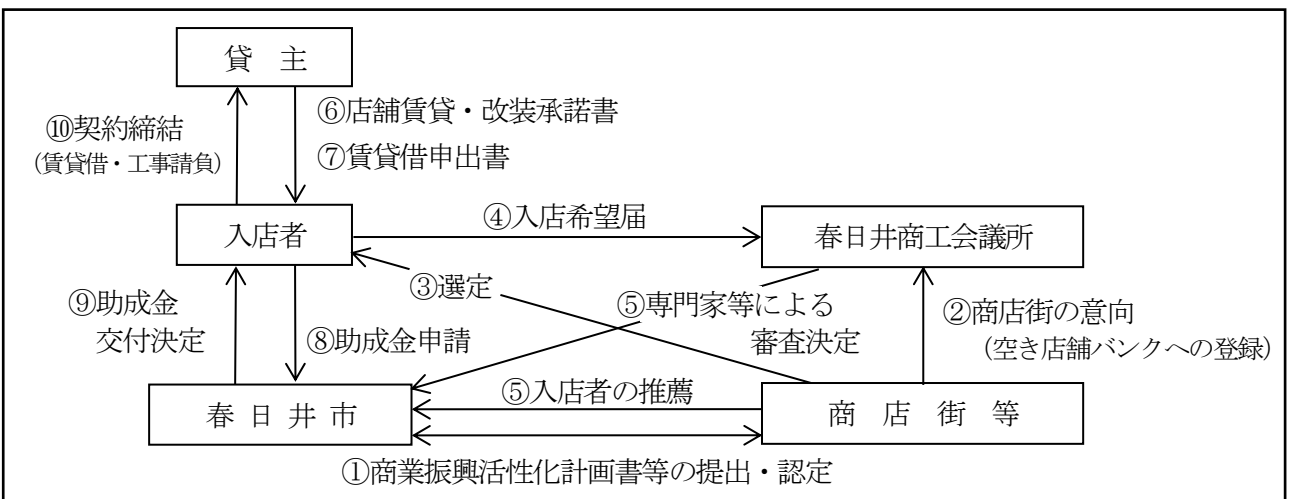 貸　主
⑥店舗賃貸・改装承諾書
⑩契約締結
(賃貸借・工事請負)
⑦賃貸借申出書
入店者
④入店希望届
春日井商工会議所
③選定
⑨助成金
交付決定
⑤専門家等による
審査決定
②商店街の意向
(空き店舗バンクへの登録)
⑧助成金申請
⑤入店者の推薦
春 日 井 市
商　店　街　等
①商業振興活性化計画書等の提出・認定